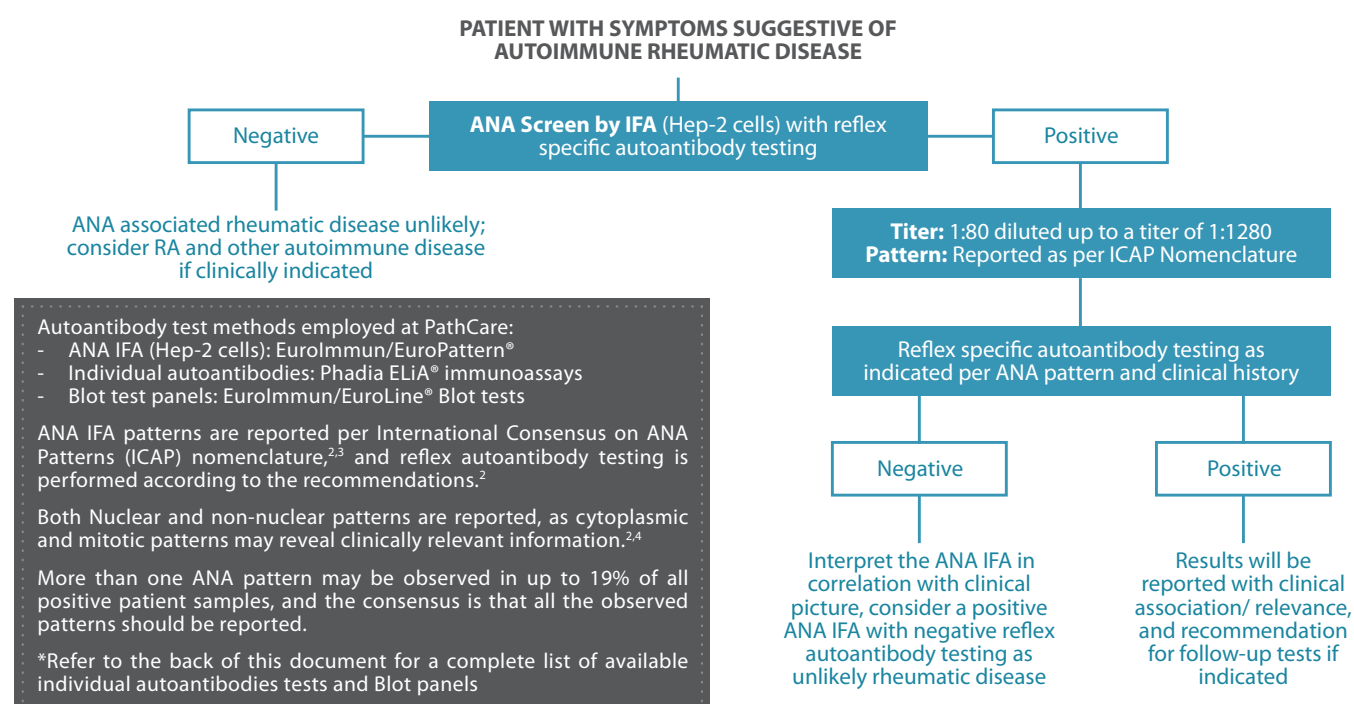 PATIENT WITH SYMPTOMS SUGGESTIVE OF
AUTOIMMUNE RHEUMATIC DISEASE
ANA Screen by IFA (Hep-2 cells) with reflex
specific autoantibody testing
Negative
Positive
ANA associated rheumatic disease unlikely;
consider RA and other autoimmune disease
if clinically indicated
Titer: 1:80 diluted up to a titer of 1:1280
Pattern: Reported as per ICAP Nomenclature
Reflex specific autoantibody testing as
indicated per ANA pattern and clinical history
Negative
Positive
Interpret the ANA IFA in
correlation with clinical
picture, consider a positive
ANA IFA with negative reflex
autoantibody testing as
unlikely rheumatic disease
Results will be
reported with clinical
association/ relevance,
and recommendation
for follow-up tests if
indicated
Autoantibody test methods employed at PathCare:
- ANA IFA (Hep-2 cells): EuroImmun/EuroPattern®
- Individual autoantibodies: Phadia ELiA® immunoassays
- Blot test panels: EuroImmun/EuroLine® Blot tests
ANA IFA patterns are reported per International Consensus on ANA
Patterns (ICAP) nomenclature,2,3 and reflex autoantibody testing is
performed according to the recommendations.2
Both Nuclear and non-nuclear patterns are reported, as cytoplasmic
and mitotic patterns may reveal clinically relevant information.2,4
More than one ANA pattern may be observed in up to 19% of all
positive patient samples, and the consensus is that all the observed
patterns should be reported.
*Refer to the back of this document for a complete list of available
individual autoantibodies tests and Blot panels